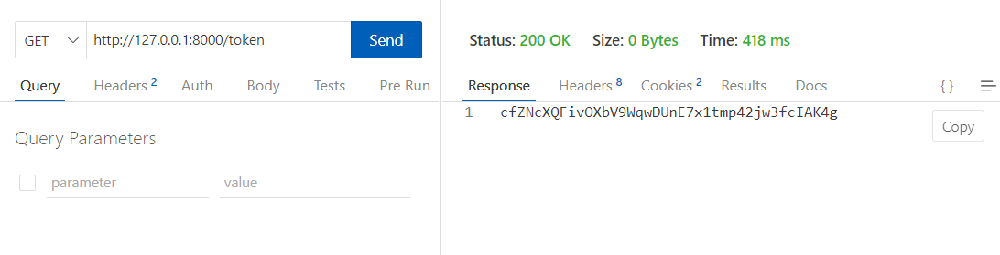 GET http://127.0.0.1:8000/token Send
Query Headers 2 Auth Body Tests Pre Run
Query Parameters
parameter value
Status: 200 OK Size: 0 Bytes Time: 418 ms
Response Headers 8 Cookies 2 Results Docs { }
1 cfZNcXQFivOXbV9WqwDUnE7x1tmp42jw3fcIAK4g
Copy